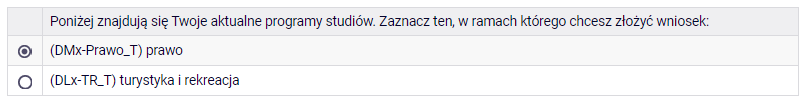 Poniżej znajdują się Twoje aktualne programy studiów. Zaznacz ten, w ramach którego chcesz złożyć wniosek:
(DMx-Prawo_T) prawo
(DLx-TR_T) turystyka i rekreacja